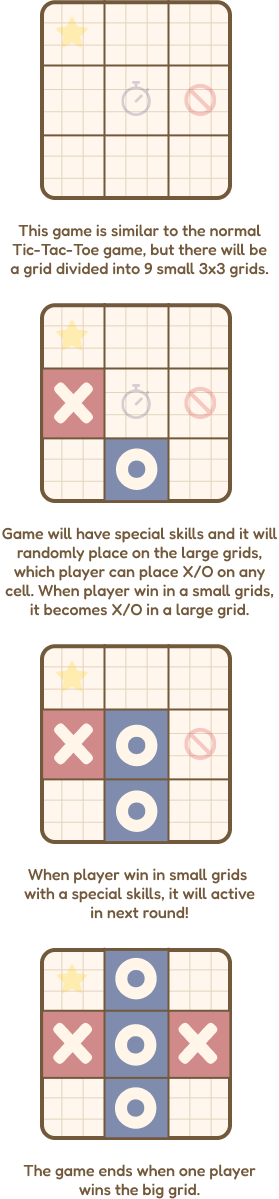 This game is similar to the normal
Tic-Tac-Toe game, but there will be
a grid divided into 9 small 3x3 grids.
Game will have special skills and it will
randomly place on the large grids,
which player can place X/O on any
cell. When player win in a small grids,
it becomes X/O in a large grid.
When player win in small grids
with a special skills, it will active
in next round!
The game ends when one player
wins the big grid.